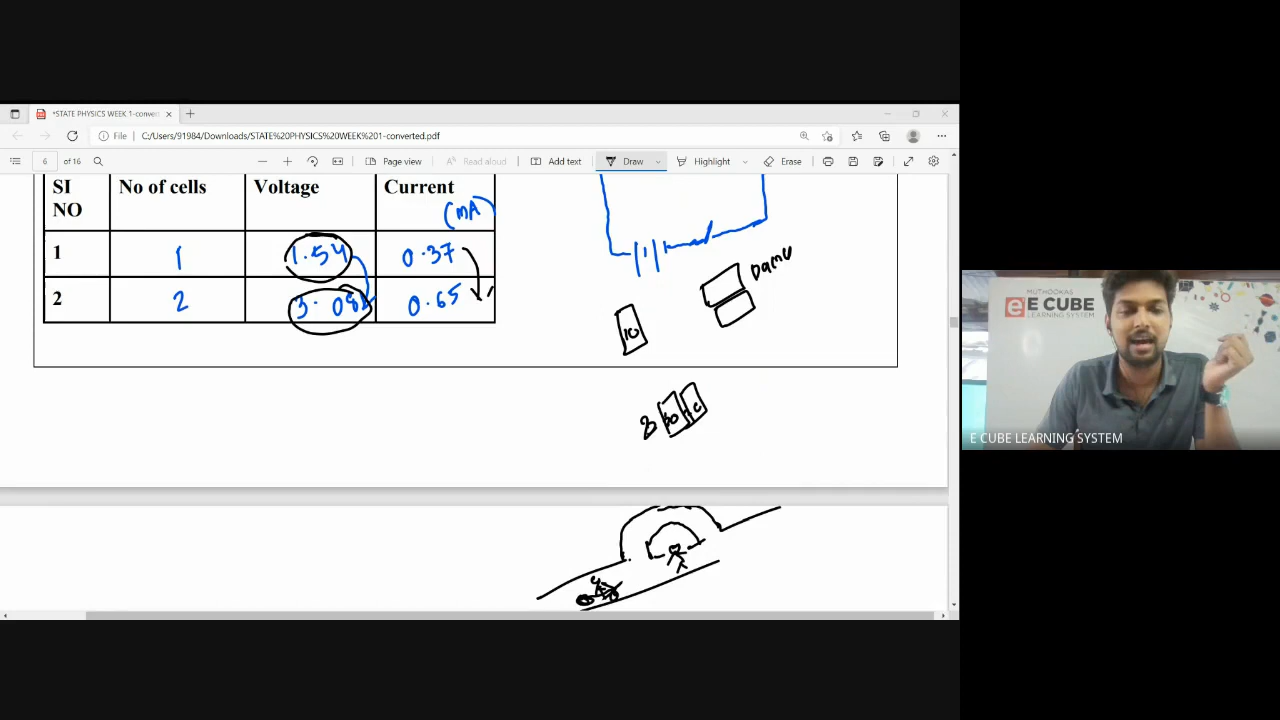 *STATE PHYSICS WEEK 1-conver
File
C:/Users/91984/Downloads/STATE%20PHYSICS%20WEEK%201-converted.pdf
6 of 16
Page view
Read aloud
Add text
Draw
Highlight
Erase
SI NO
No of cells
Voltage
Current
(mA)
1
1
1.54
0.37
2
2
3.08
0.65
10
MUTHOOKAS
e E CUBE
LEARNING SYSTEM
E CUBE LEARNING SYSTEM